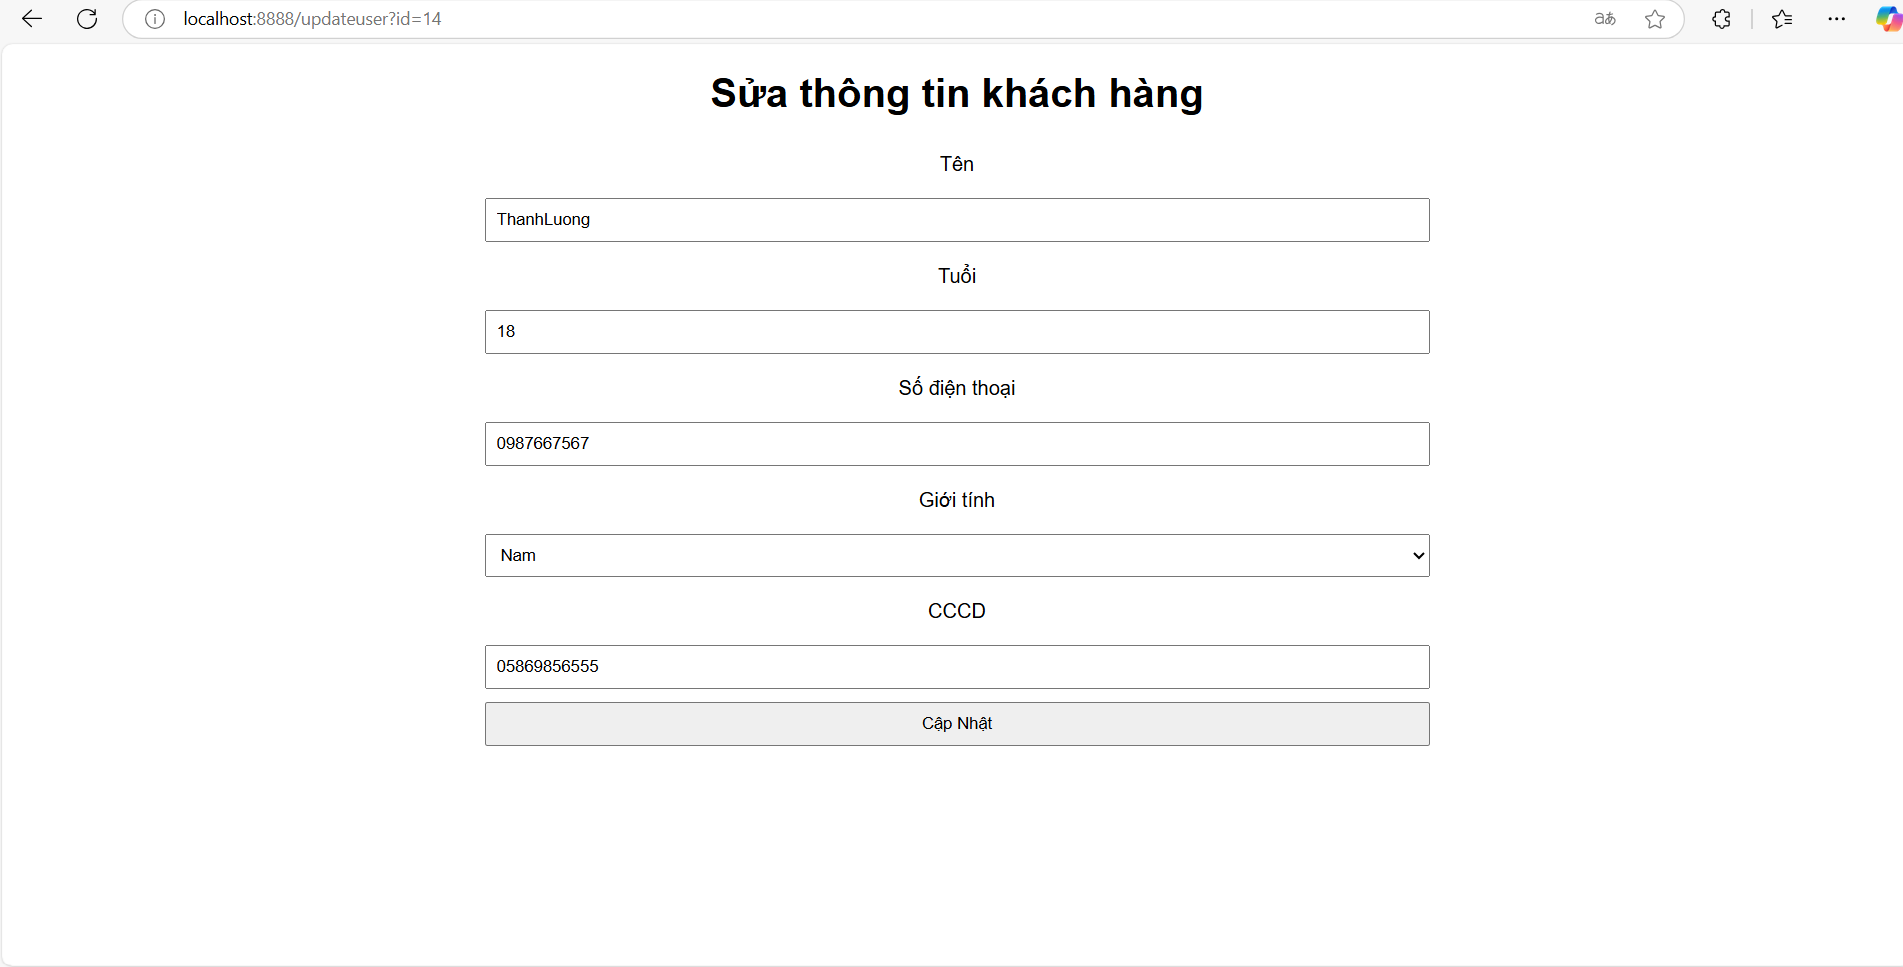 localhost:8888/updateuser?id=14
Sửa thông tin khách hàng
Tên
ThanhLuong
Tuổi
18
Số điện thoại
0987667567
Giới tính
Nam
CCCD
05869856555
Cập Nhật